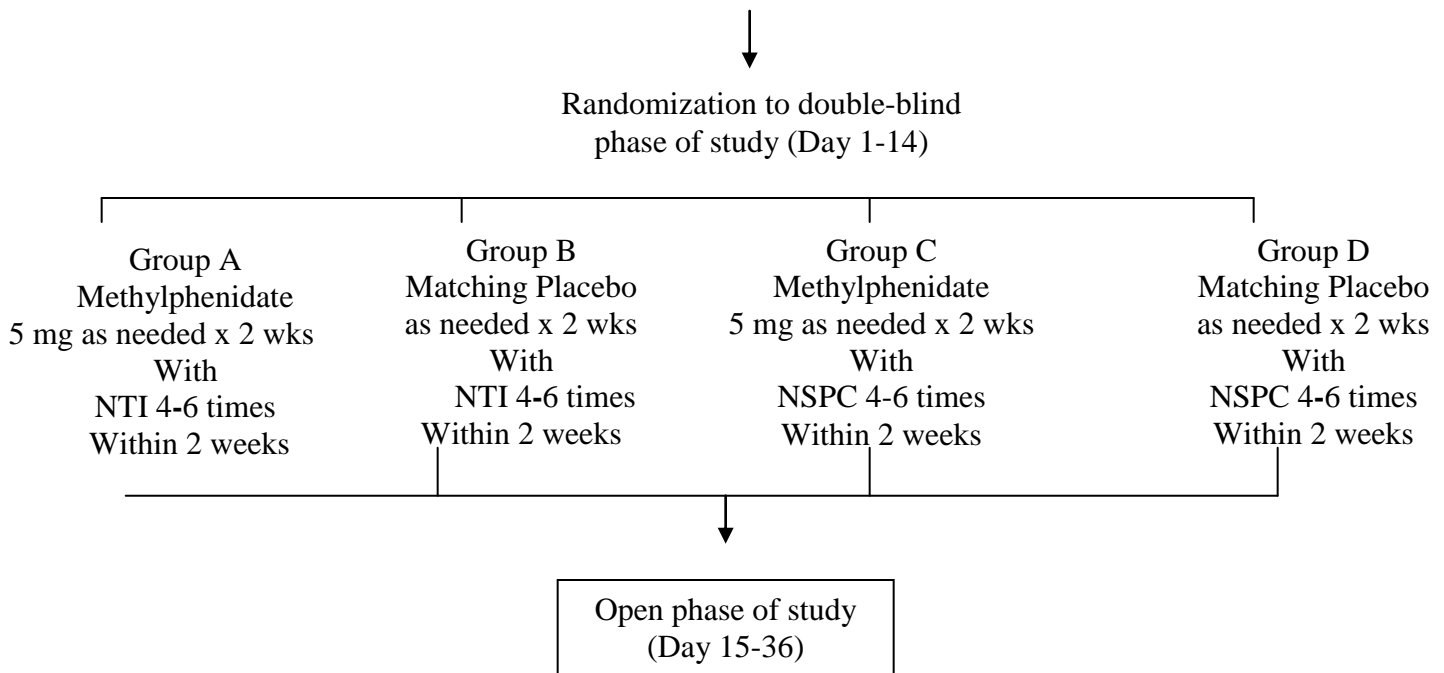 Randomization to double-blind
phase of study (Day 1-14)
Group A
Methylphenidate
5 mg as needed x 2 wks
With
NTI 4-6 times
Within 2 weeks
Group B
Matching Placebo
as needed x 2 wks
With
NTI 4-6 times
Within 2 weeks
Group C
Methylphenidate
5 mg as needed x 2 wks
With
NSPC 4-6 times
Within 2 weeks
Group D
Matching Placebo
as needed x 2 wks
With
NSPC 4-6 times
Within 2 weeks
Open phase of study
(Day 15-36)